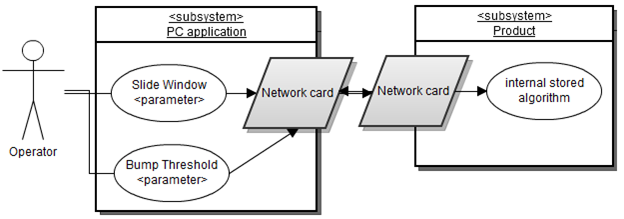 <subsystem>
PC application
<subsystem>
Product
Slide Window
<parameter>
Network card
Network card
internal stored
algorithm
Bump Threshold
<parameter>
Operator